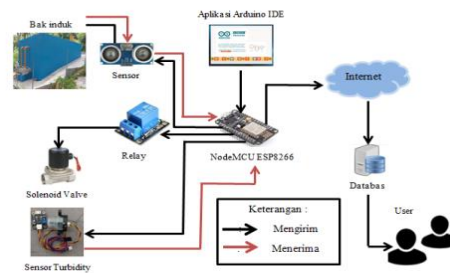 Bak induk
Aplikasi Arduino IDE
Sensor
Internet
Relay
NodeMCU ESP8266
Solenoid Valve
Databas
Keterangan :
Mengirim
Menerima
User
Sensor Turbidity